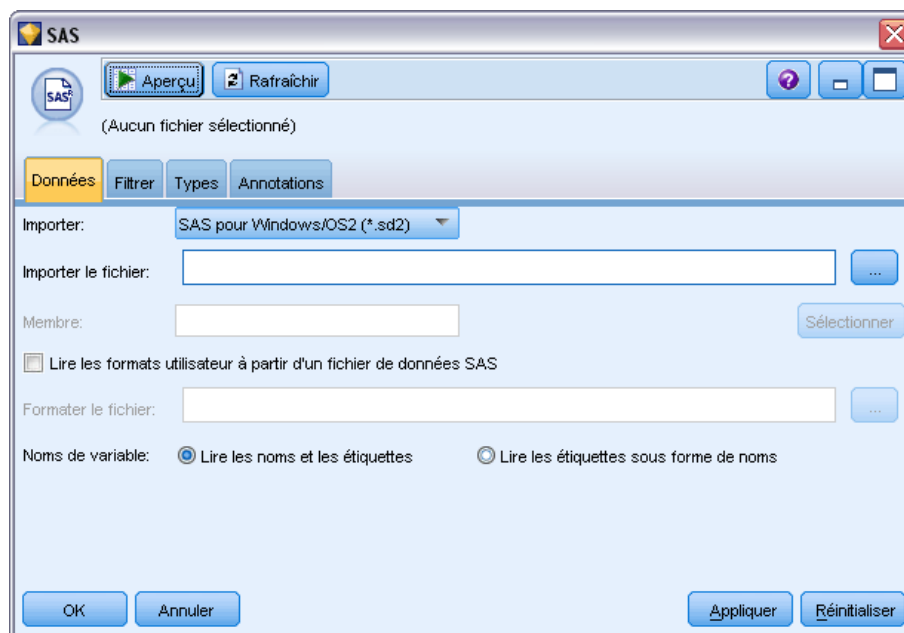 SAS
Aperçu Rafraîchir
SAS
(Aucun fichier sélectionné)
Données Filtrer Types Annotations
Importer: SAS pour Windows/OS2 (*.sd2)
Importer le fichier: ...
Membre: Sélectionner
Lire les formats utilisateur à partir d'un fichier de données SAS
Formater le fichier: ...
Noms de variable: Lire les noms et les étiquettes Lire les étiquettes sous forme de noms
OK Annuler Appliquer Réinitialiser